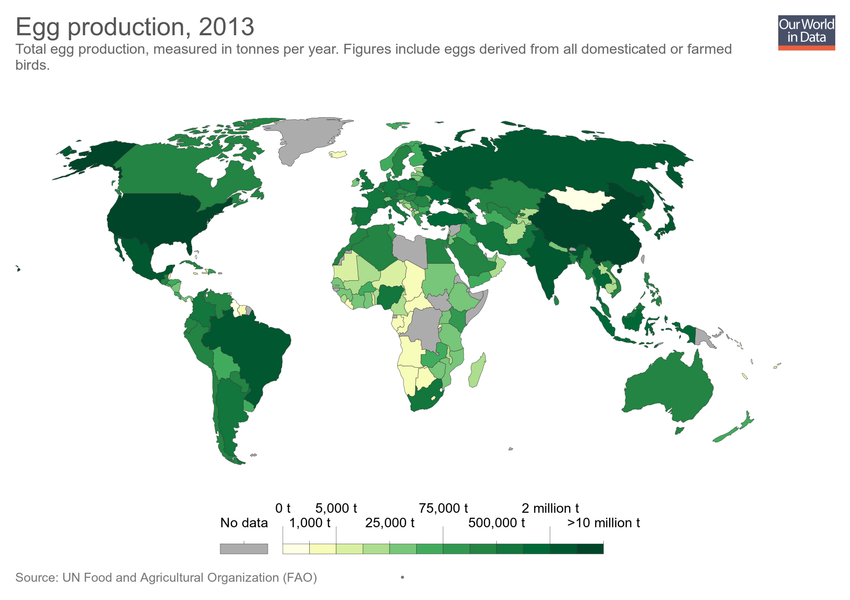 Egg production, 2013
Total egg production, measured in tonnes per year. Figures include eggs derived from all domesticated or farmed
birds.
Our World
in Data
No data
0 t
1,000 t
5,000 t
25,000 t
75,000 t
500,000 t
2 million t
>10 million t
Source: UN Food and Agricultural Organization (FAO)
•